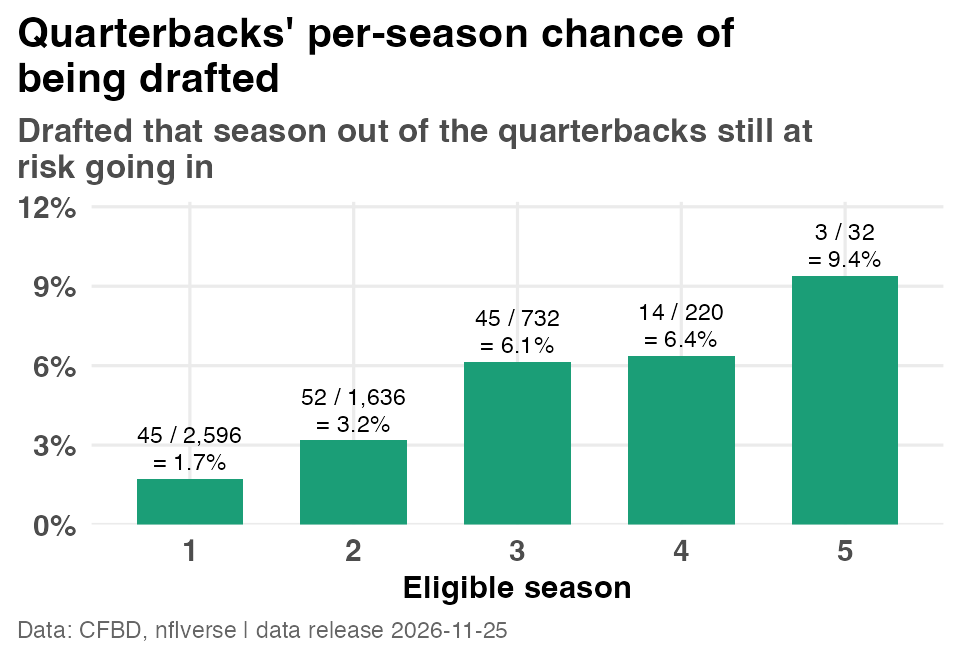 Quarterbacks' per-season chance of
being drafted
Drafted that season out of the quarterbacks still at
risk going in
12%
9%
6%
3%
0%
45 / 2,596
= 1.7%
52 / 1,636
= 3.2%
45 / 732
= 6.1%
14 / 220
= 6.4%
3 / 32
= 9.4%
1 2 3 4 5
Eligible season
Data: CFBD, nflverse | data release 2026-11-25